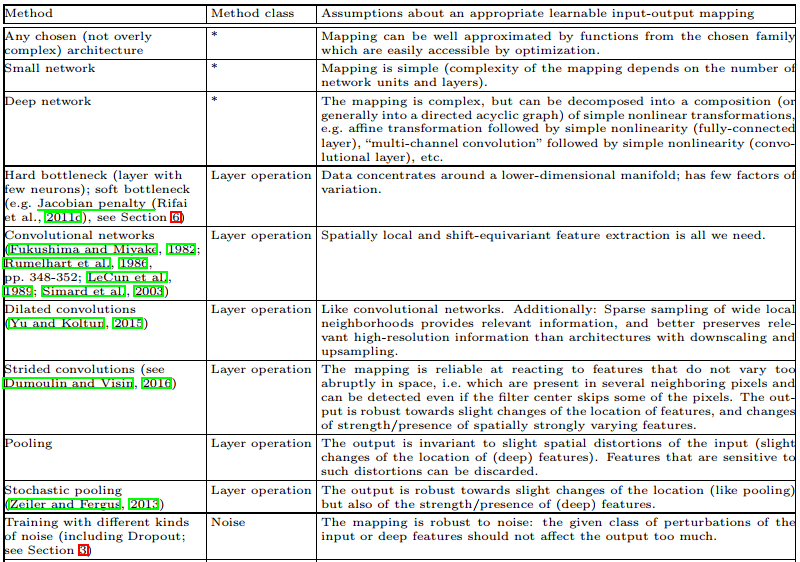 Method Method class Assumptions about an appropriate learnable input-output mapping
Any chosen (not overly * Mapping can be well approximated by functions from the chosen family
complex) architecture which are easily accessible by optimization.
Small network * Mapping is simple (complexity of the mapping depends on the number of
network units and layers).
Deep network * The mapping is complex, but can be decomposed into a composition (or
generally into a directed acyclic graph) of simple nonlinear transformations,
e.g. affine transformation followed by simple nonlinearity (fully-connected
layer), “multi-channel convolution” followed by simple nonlinearity (convo-
lutional layer), etc.
Hard bottleneck (layer with Layer operation Data concentrates around a lower-dimensional manifold; has few factors of
few neurons); soft bottleneck variation.
(e.g. Jacobian penalty (Rifai
et al., 2011c), see Section 6)
Convolutional networks Layer operation Spatially local and shift-equivariant feature extraction is all we need.
(Fukushima and Miyake, 1982;
Rumelhart et al., 1986,
pp. 348-352; LeCun et al.,
1989; Simard et al., 2003)
Dilated convolutions Layer operation Like convolutional networks. Additionally: Sparse sampling of wide local
(Yu and Koltun, 2015) neighborhoods provides relevant information, and better preserves rele-
vant high-resolution information than architectures with downscaling and
upsampling.
Strided convolutions (see Layer operation The mapping is reliable at reacting to features that do not vary too
Dumoulin and Visin, 2016) abruptly in space, i.e. which are present in several neighboring pixels and
can be detected even if the filter center skips some of the pixels. The out-
put is robust towards slight changes of the location of features, and changes
of strength/presence of spatially strongly varying features.
Pooling Layer operation The output is invariant to slight spatial distortions of the input (slight
changes of the location of (deep) features). Features that are sensitive to
such distortions can be discarded.
Stochastic pooling Layer operation The output is robust towards slight changes of the location (like pooling)
(Zeiler and Fergus, 2013) but also of the strength/presence of (deep) features.
Training with different kinds Noise The mapping is robust to noise: the given class of perturbations of the
of noise (including Dropout; input or deep features should not affect the output too much.
see Section 3)